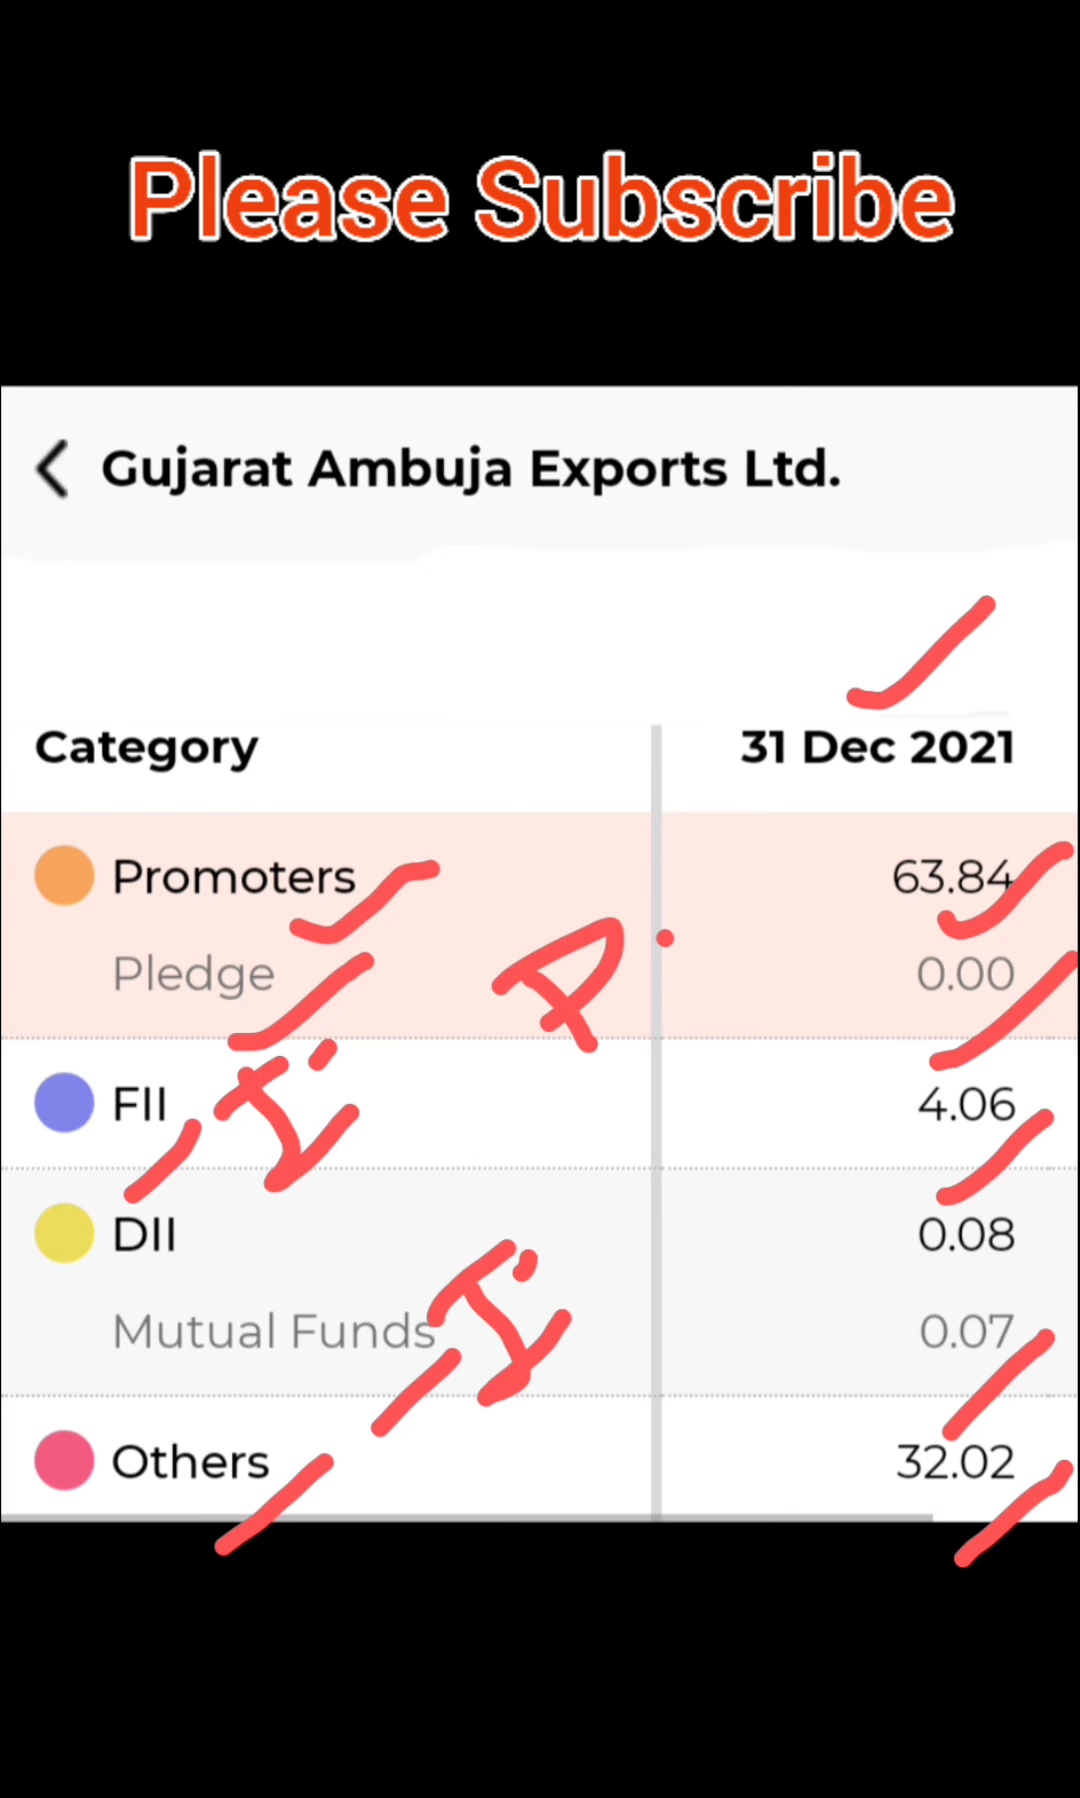 Please Subscribe
Gujarat Ambuja Exports Ltd.
Category 31 Dec 2021
Promoters 63.84
Pledge 0.00
FII 4.06
DII 0.08
Mutual Funds 0.07
Others 32.02